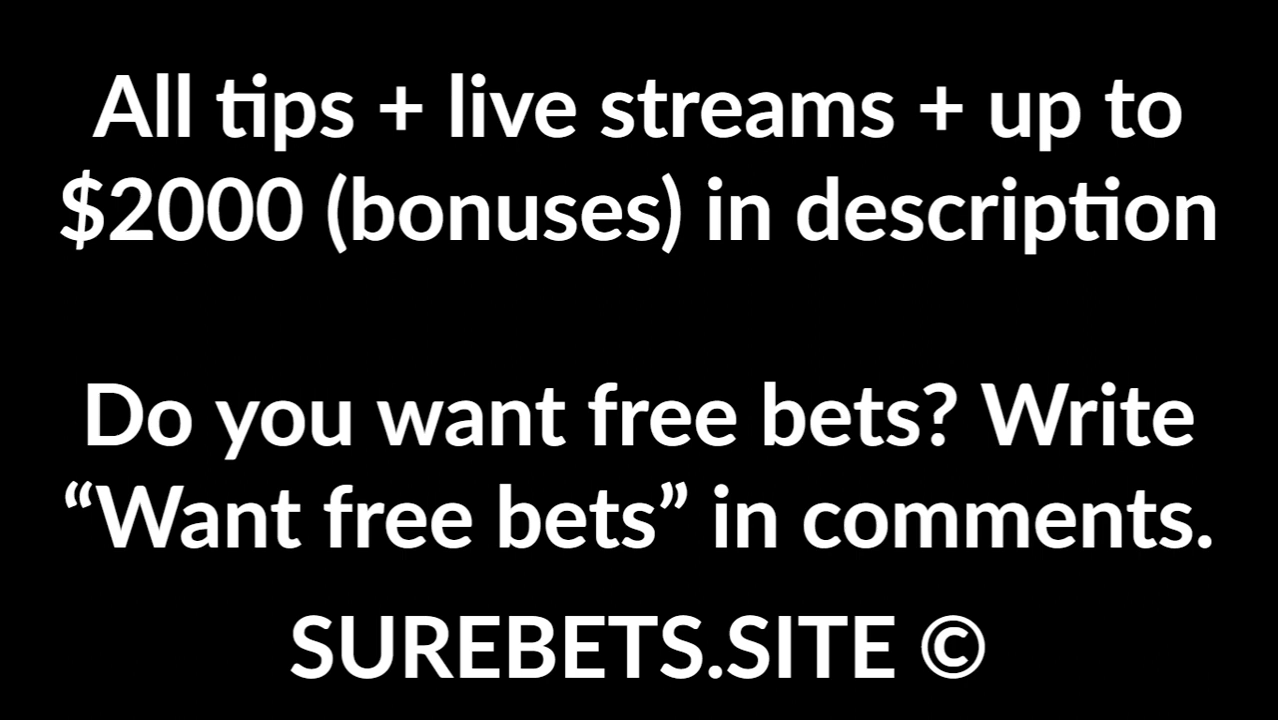 All tips + live streams + up to
$2000 (bonuses) in description
Do you want free bets? Write
“Want free bets” in comments.
SUREBETS.SITE ©